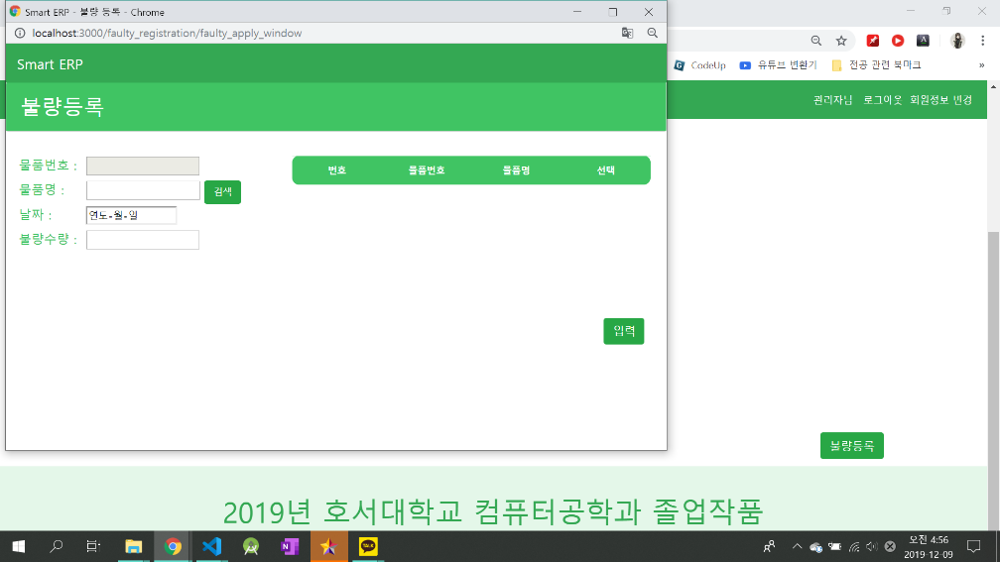 Smart ERP - 불량 등록 - Chrome
localhost:3000/faulty_registration/faulty_apply_window
Smart ERP
불량등록
물품번호 :
물품명 :
검색
날짜 :
연도-월-일
불량수량 :
번호 물품번호 물품명 선택
입력
CodeUp 유튜브 변환기 전공 관련 북마크 »
관리자님 로그아웃 회원정보 변경
불량등록
2019년 호서대학교 컴퓨터공학과 졸업작품
TALK
오전 4:56
2019-12-09